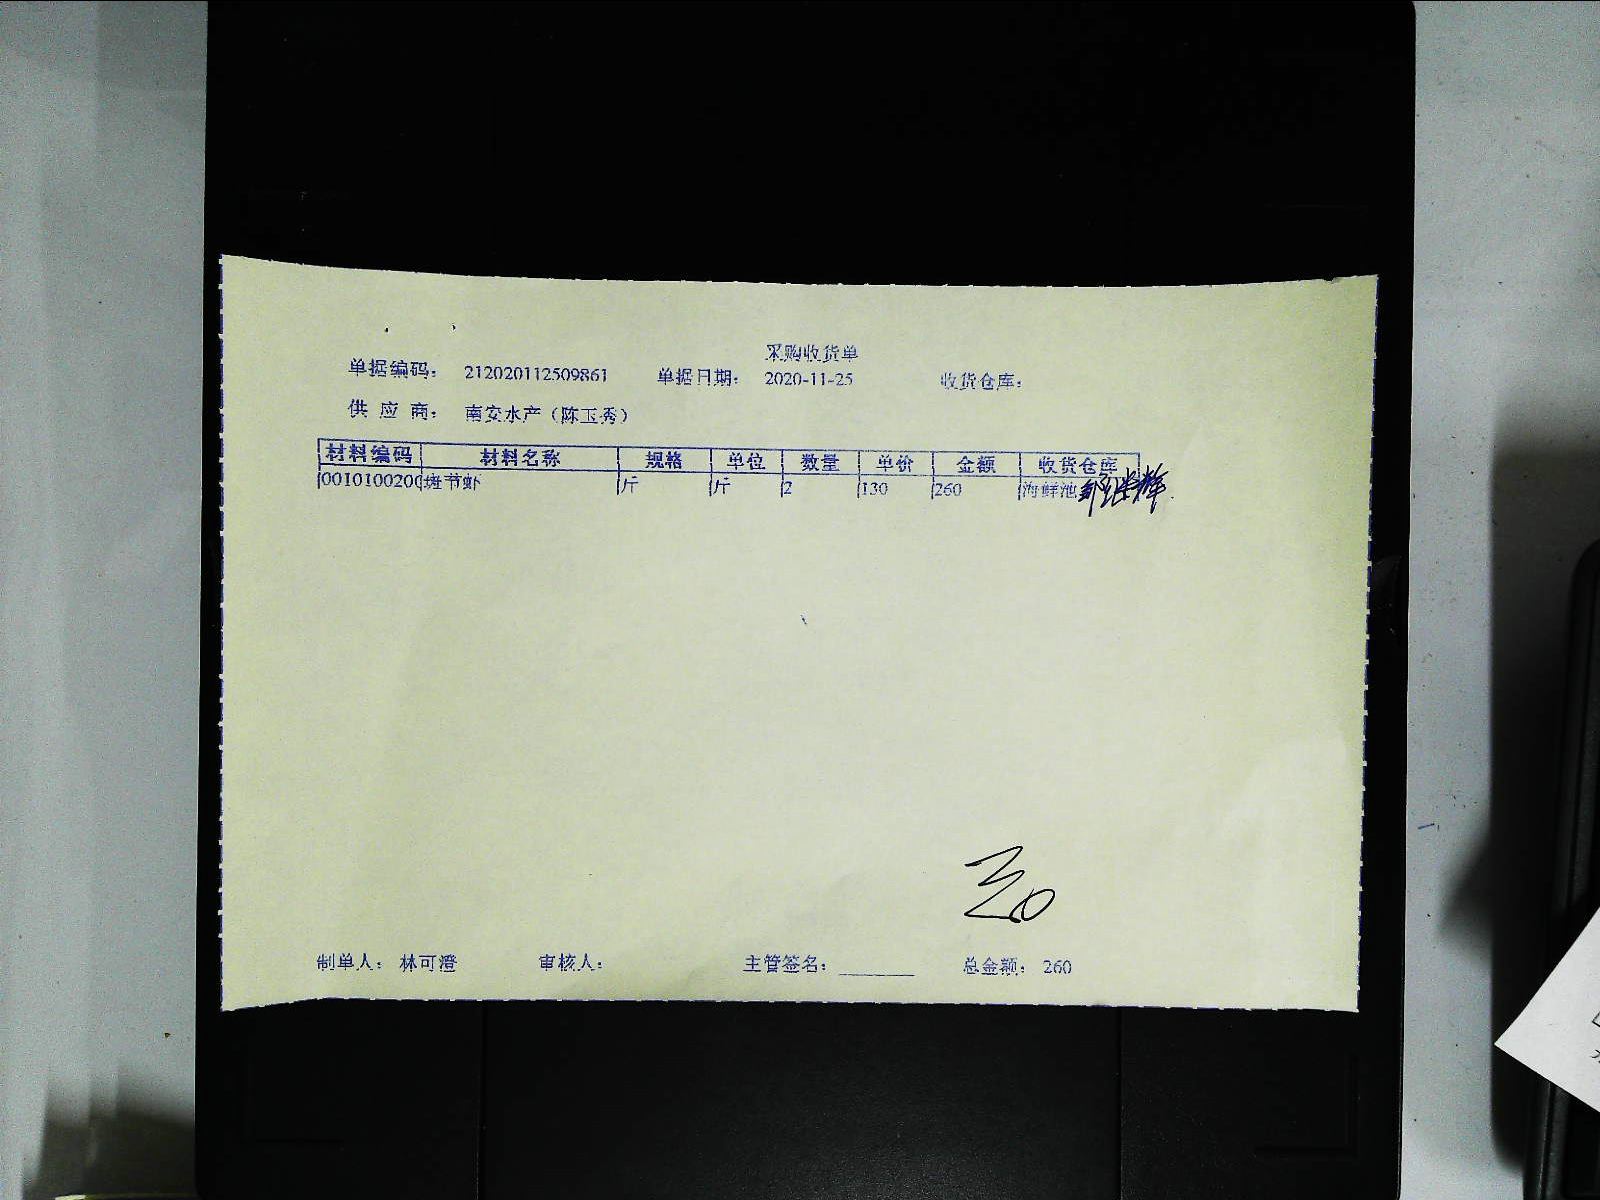 采购收货单
单据编码: 212020112509861 单据日期: 2020-11-25 收货仓库:
供应商: 南安水产（陈玉秀）
材料编码 材料名称 规格 单位 数量 单价 金额 收货仓库
0010100200 斑节虾 斤 斤 2 130 260 海鲜池
制单人: 林可澄 审核人: 主管签名: ________ 总金额: 260